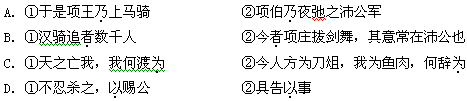 A. ①于是项王乃上马骑 ②项伯乃夜驰之沛公军
B. ①汉骑追者数千人 ②今者项庄拔剑舞，其意常在沛公也
C. ①天之亡我，我何渡为 ②今人方为刀俎，我为鱼肉，何辞为
D. ①不忍杀之，以赐公 ②具告以事